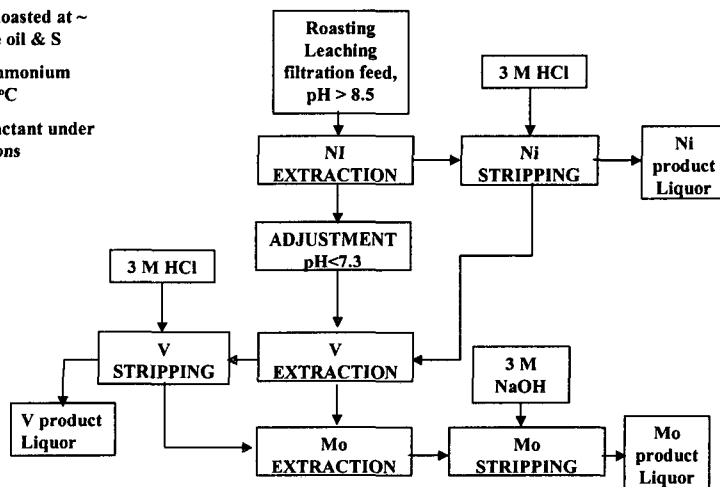 oasted at ~
oil & S
mmonium
°C
ctant under
ons
Roasting
Leaching
filtration feed,
pH > 8.5
3 M HCl
NI
EXTRACTION
Ni
STRIPPING
Ni
product
Liquor
ADJUSTMENT
pH<7.3
3 M HCl
V
STRIPPING
V
EXTRACTION
3 M
NaOH
V product
Liquor
Mo
EXTRACTION
Mo
STRIPPING
Mo
product
Liquor